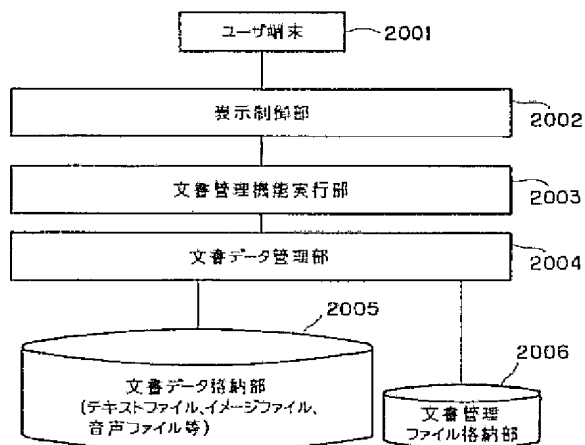 ユーザ端末
2001
表示制御部
2002
文書管理機能実行部
2003
文書データ管理部
2004
2005
2006
文書データ格納部
(テキストファイル、イメージファイル、
音声ファイル等)
文書管理
ファイル格納部